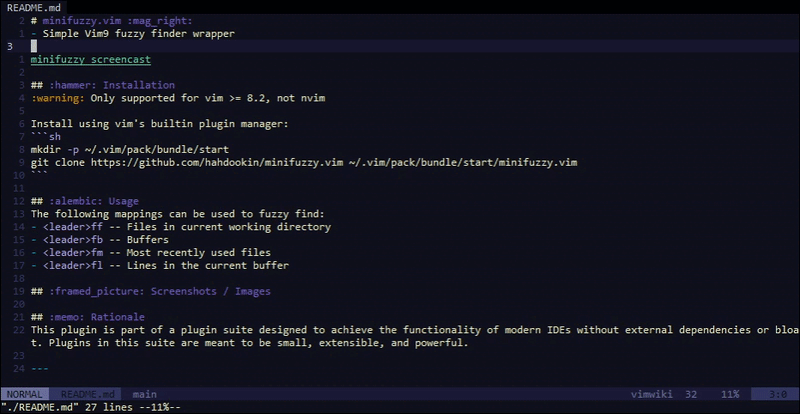 README.md
2 # minifuzzy.vim :mag_right:
1 - Simple Vim9 fuzzy finder wrapper
3
1 minifuzzy screencast
2
3 ## :hammer: Installation
4 :warning: Only supported for vim >= 8.2, not nvim
5
6 Install using vim's builtin plugin manager:
7 ```sh
8 mkdir -p ~/.vim/pack/bundle/start
9 git clone https://github.com/hahdookin/minifuzzy.vim ~/.vim/pack/bundle/start/minifuzzy.vim
10 ```
11
12 ## :alembic: Usage
13 The following mappings can be used to fuzzy find:
14 - <leader>ff -- Files in current working directory
15 - <leader>fb -- Buffers
16 - <leader>fm -- Most recently used files
17 - <leader>fl -- Lines in the current buffer
18
19 ## :framed_picture: Screenshots / Images
20
21 ## :memo: Rationale
22 This plugin is part of a plugin suite designed to achieve the functionality of modern IDEs without external dependencies or bloa
t. Plugins in this suite are meant to be small, extensible, and powerful.
23
24 ---
NORMAL README.md main vimwiki 32 11% 3:0
"./README.md" 27 lines --11%--